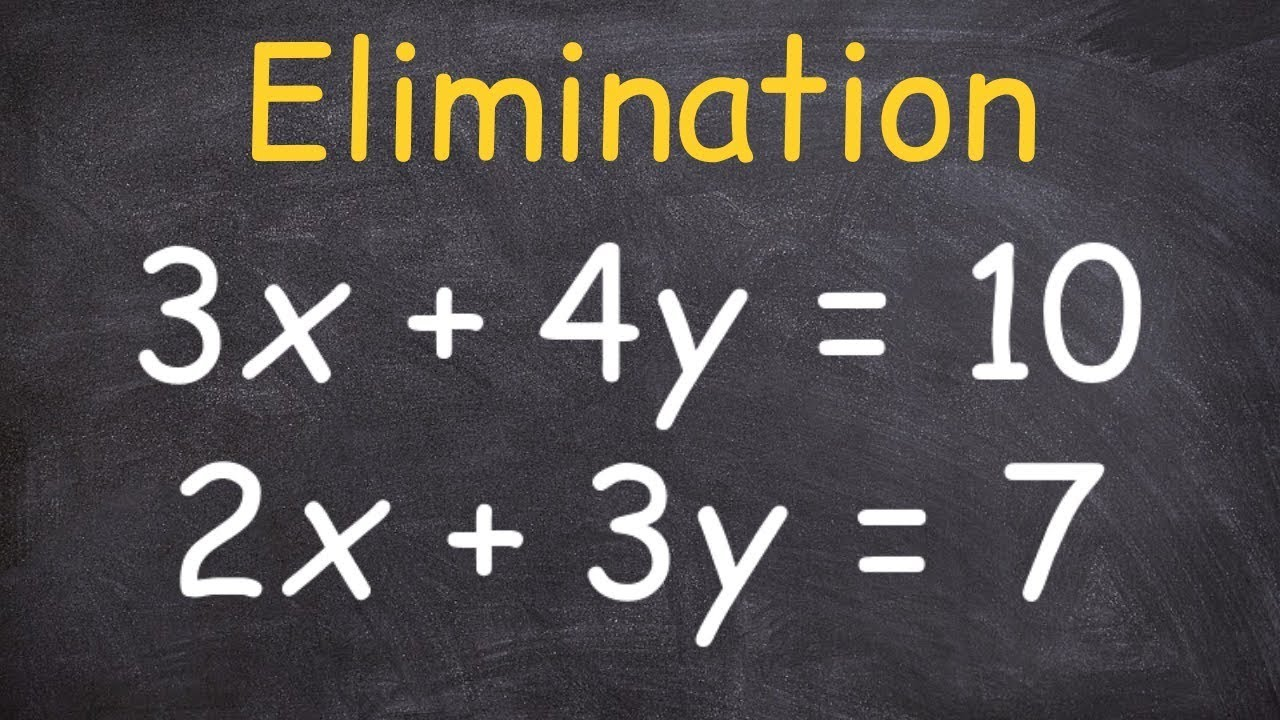 Elimination
3x + 4y = 10
2x + 3y = 7